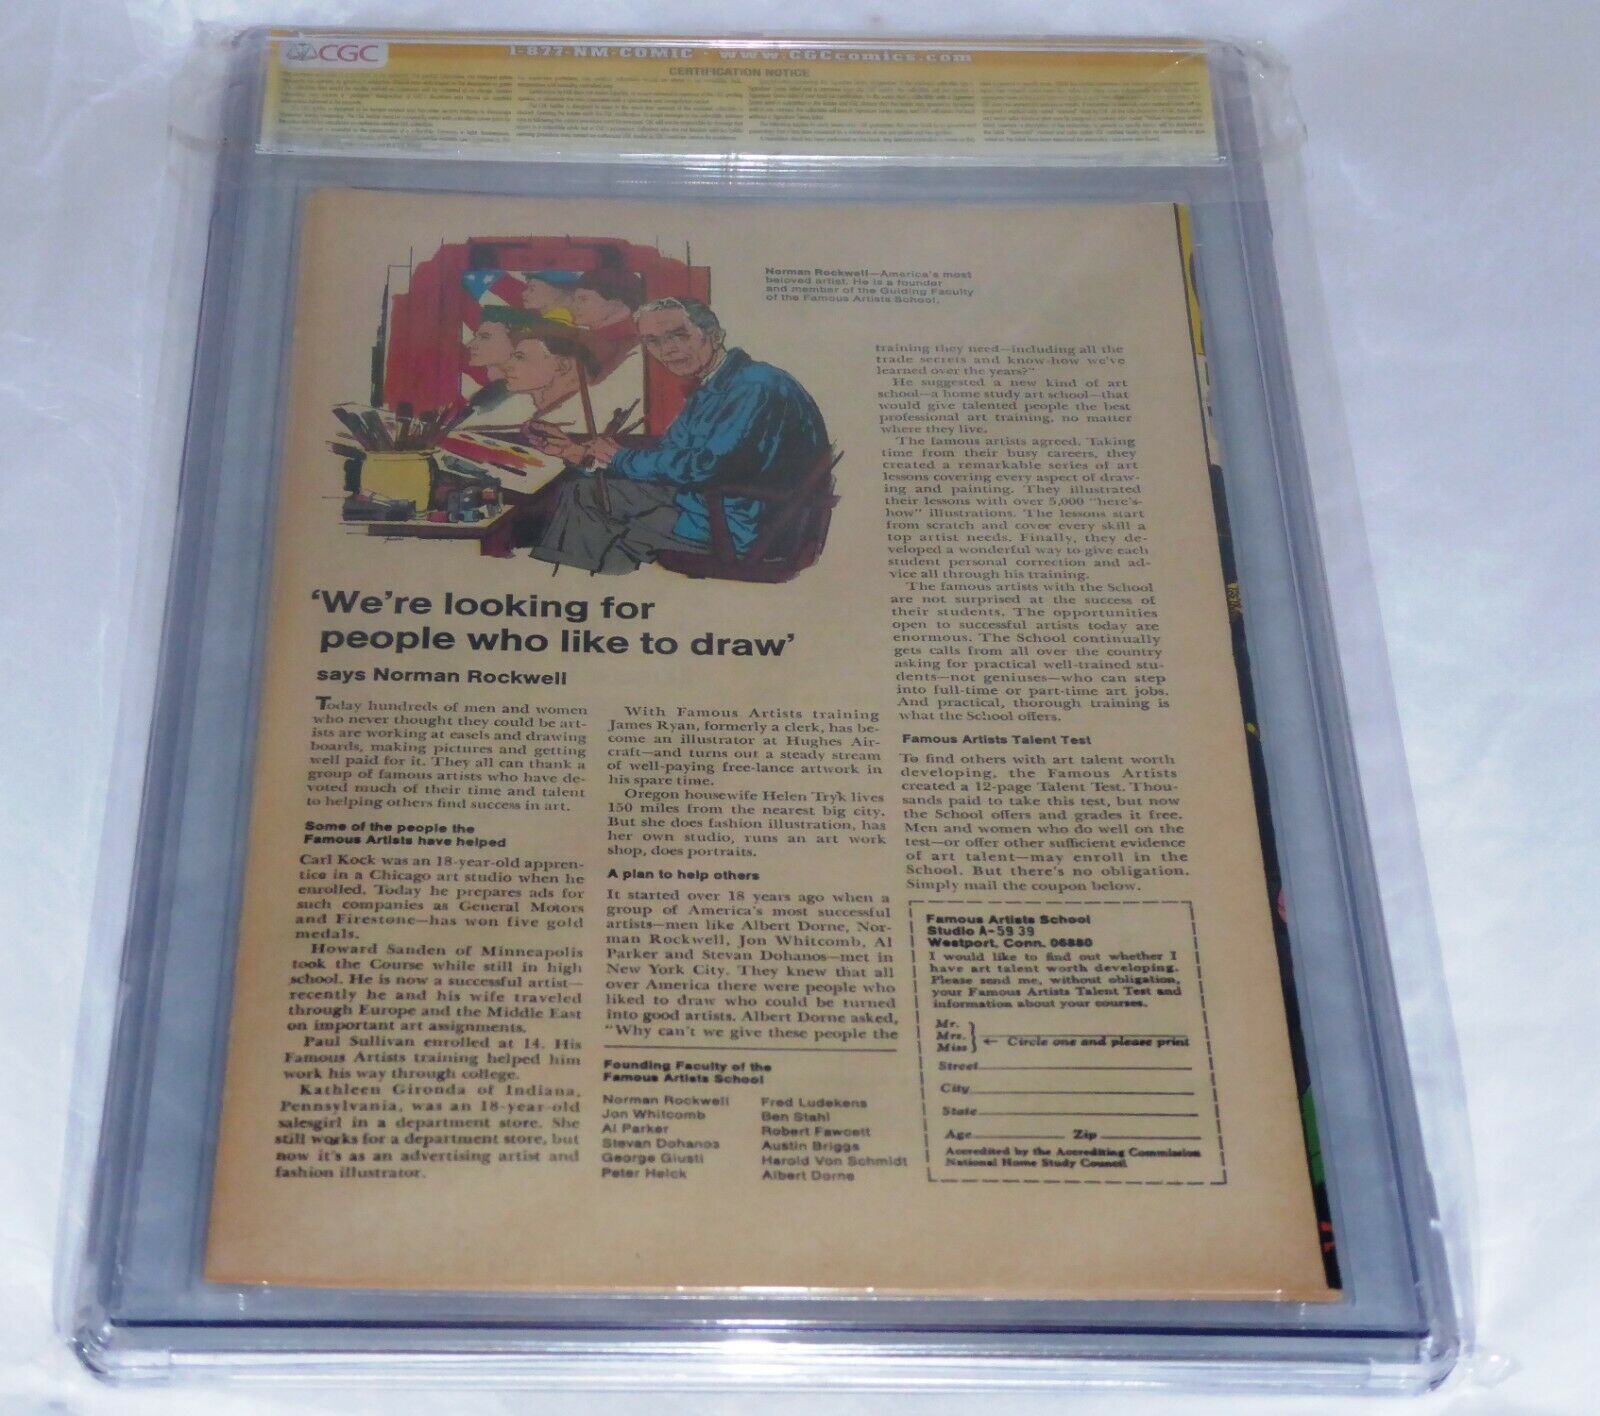 CGC
1-877-NM-COMIC www.CGCcomics.com
CERTIFICATION NOTICE
Norman Rockwell—America's most
beloved artist. He is a founder
and member of the Guiding Faculty
of the Famous Artists School.
'We're looking for
people who like to draw'
says Norman Rockwell
Today hundreds of men and women
who never thought they could be art-
ists are working at easels and drawing
boards, making pictures and getting
well paid for it. They all can thank a
group of famous artists who have de-
voted much of their time and talent
to helping others find success in art.
Some of the people the
Famous Artists have helped
Carl Kock was an 18-year-old appren-
tice in a Chicago art studio when he
enrolled. Today he prepares ads for
such companies as General Motors
and Firestone—has won five gold
medals.
Howard Sanden of Minneapolis
took the Course while still in high
school. He is now a successful artist—
recently he and his wife traveled
through Europe and the Middle East
on important art assignments.
Paul Sullivan enrolled at 14. His
Famous Artists training helped him
work his way through college.
Kathleen Gironda of Indiana,
Pennsylvania, was an 18-year-old
salesgirl in a department store. She
still works for a department store, but
now it's as an advertising artist and
fashion illustrator.
With Famous Artists training
James Ryan, formerly a clerk, has be-
come an illustrator at Hughes Air-
craft—and turns out a steady stream
of well-paying free-lance artwork in
his spare time.
Oregon housewife Helen Tryk lives
150 miles from the nearest big city.
But she does fashion illustration, has
her own studio, runs an art work
shop, does portraits.
A plan to help others
It started over 18 years ago when a
group of America's most successful
artists—men like Albert Dorne, Nor-
man Rockwell, Jon Whitcomb, Al
Parker and Stevan Dohanos—met in
New York City. They knew that all
over America there were people who
liked to draw who could be turned
into good artists. Albert Dorne asked,
"Why can't we give these people the
Founding Faculty of the
Famous Artists School
Norman Rockwell
Jon Whitcomb
Al Parker
Stevan Dohanos
George Giusti
Peter Helck
Fred Ludekens
Ben Stahl
Robert Fawcett
Austin Briggs
Harold Von Schmidt
Albert Dorne
training they need—including all the
trade secrets and know-how we've
learned over the years?"
He suggested a new kind of art
school—a home study art school—that
would give talented people the best
professional art training, no matter
where they live.
The famous artists agreed. Taking
time from their busy careers, they
created a remarkable series of art
lessons covering every aspect of draw-
ing and painting. They illustrated
their lessons with over 5,000 "here's-
how" illustrations. The lessons start
from scratch and cover every skill a
top artist needs. Finally, they de-
veloped a wonderful way to give each
student personal correction and ad-
vice all through his training.
The famous artists with the School
are not surprised at the success of
their students. The opportunities
open to successful artists today are
enormous. The School continually
gets calls from all over the country
asking for practical well-trained stu-
dents—not geniuses—who can step
into full-time or part-time art jobs.
And practical, thorough training is
what the School offers.
Famous Artists Talent Test
To find others with art talent worth
developing, the Famous Artists
created a 12-page Talent Test. Thou-
sands paid to take this test, but now
the School offers and grades it free.
Men and women who do well on the
test—or offer other sufficient evidence
of art talent—may enroll in the
School. But there's no obligation.
Simply mail the coupon below.
Famous Artists School
Studio A-5939
Westport, Conn. 06880
I would like to find out whether I
have art talent worth developing.
Please send me, without obligation,
your Famous Artists Talent Test and
information about your courses.
Mr.
Mrs. ← Circle one and please print
Miss
Street
City
State
Age Zip
Accredited by the Accrediting Commission
National Home Study Council